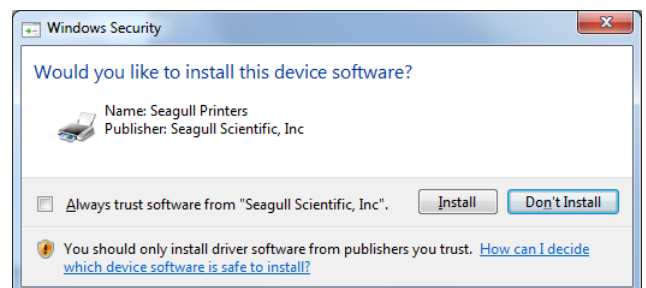 Windows Security
Would you like to install this device software?
Name: Seagull Printers
Publisher: Seagull Scientific, Inc
Always trust software from "Seagull Scientific, Inc".
Install
Don't Install
You should only install driver software from publishers you trust. How can I decide
which device software is safe to install?